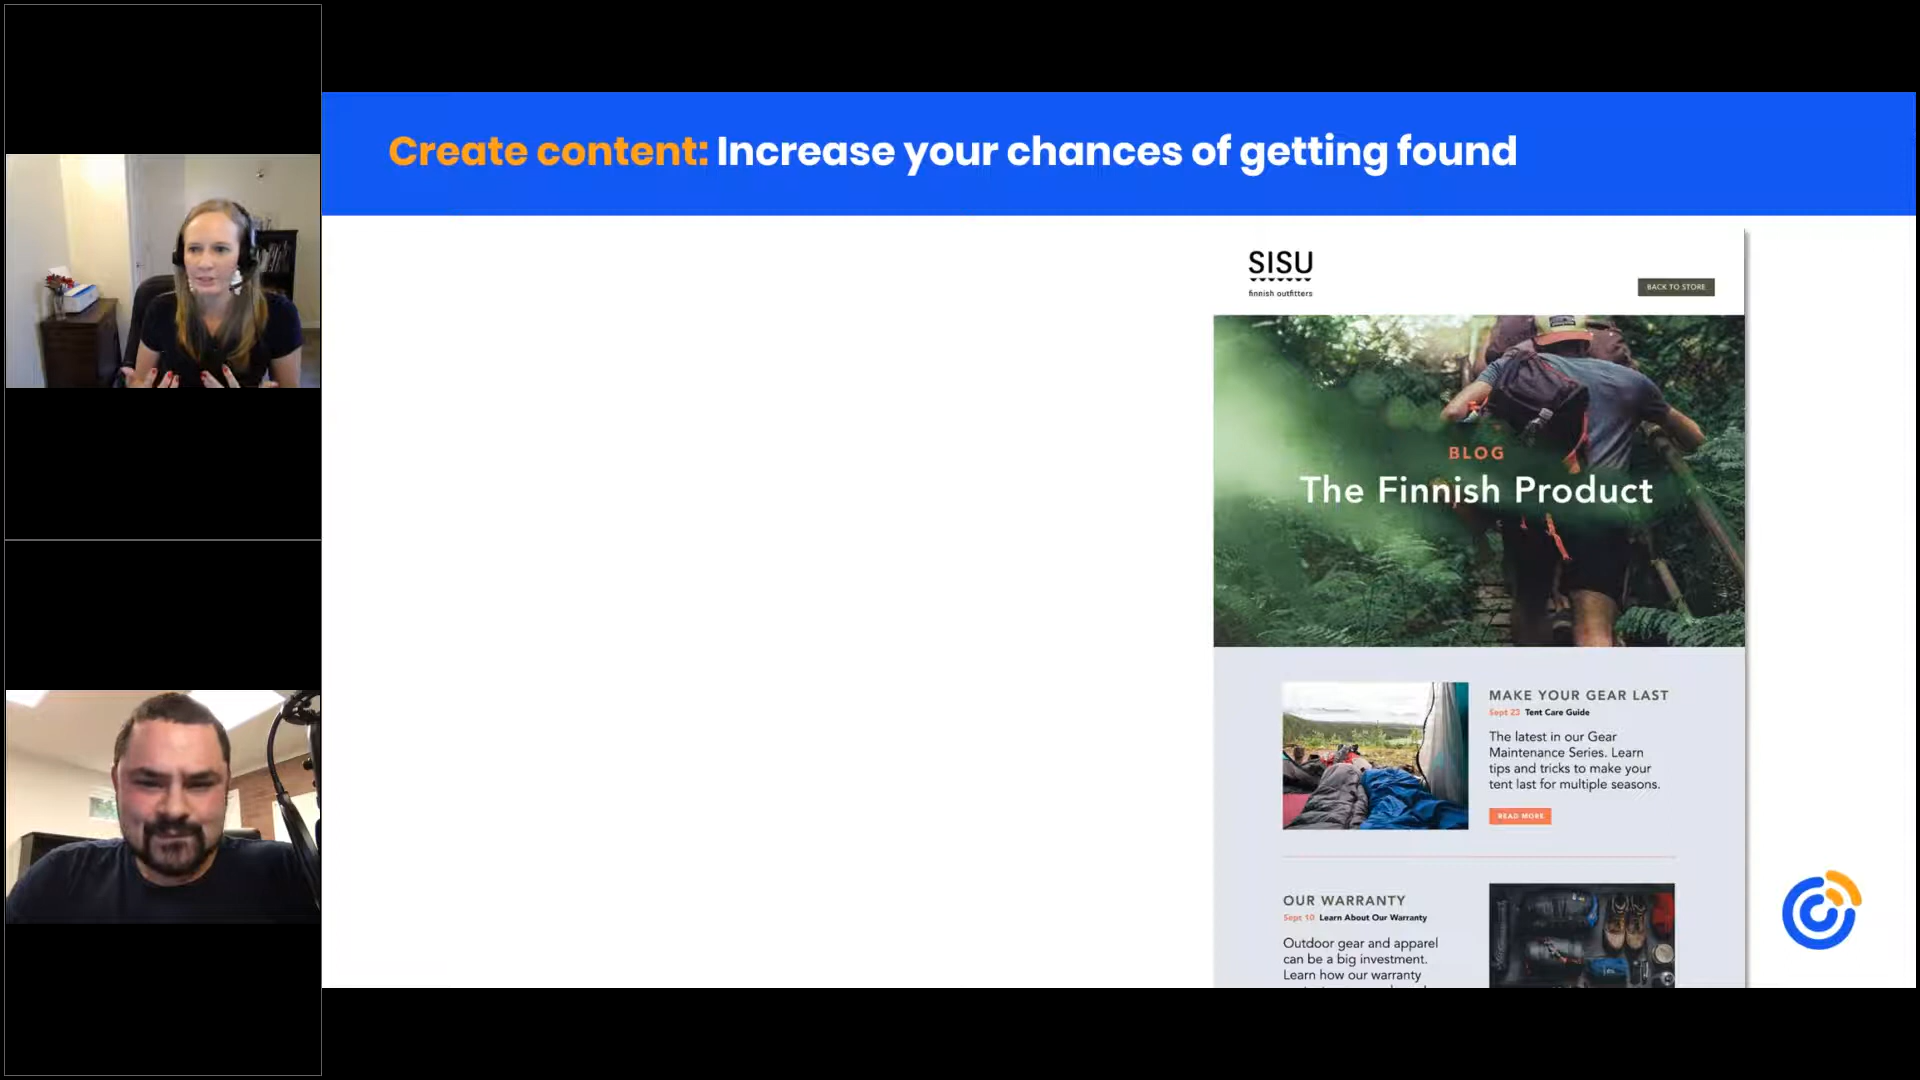 Create content: Increase your chances of getting found
SISU
finnish outfitters
BACK TO STORE
BLOG
The Finnish Product
MAKE YOUR GEAR LAST
Sept 23 Tent Care Guide
The latest in our Gear
Maintenance Series. Learn
tips and tricks to make your
tent last for multiple seasons.
READ MORE
OUR WARRANTY
Sept 10 Learn About Our Warranty
Outdoor gear and apparel
can be a big investment.
Learn how our warranty